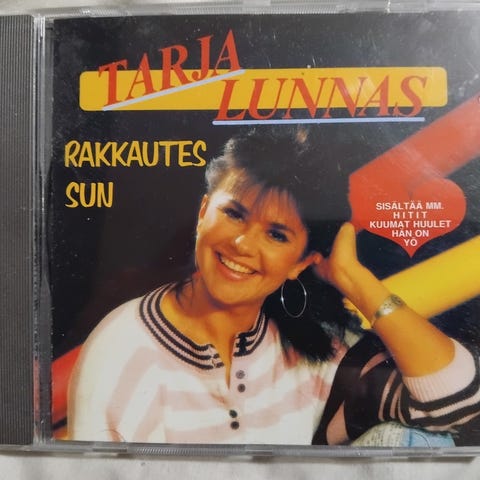 TARJA
LUNNAS
RAKKAUTES
SUN
SISÄLTÄÄ MM.
HITIT
KUUMAT HUULET
HÄN ON
YÖ